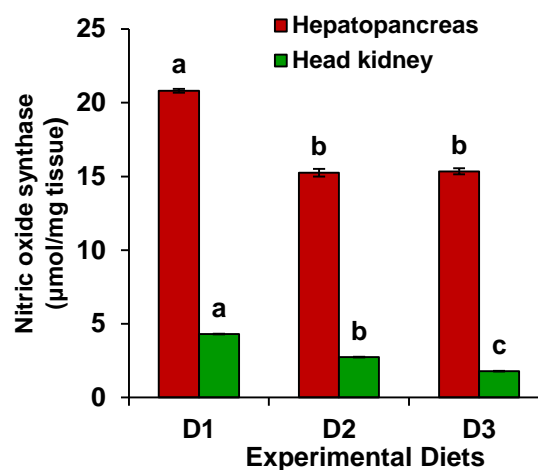 Nitric oxide synthase
(µmol/mg tissue)
25
20
15
10
5
0
Hepatopancreas
Head kidney
a
b
b
a
b
c
D1
D2
D3
Experimental Diets